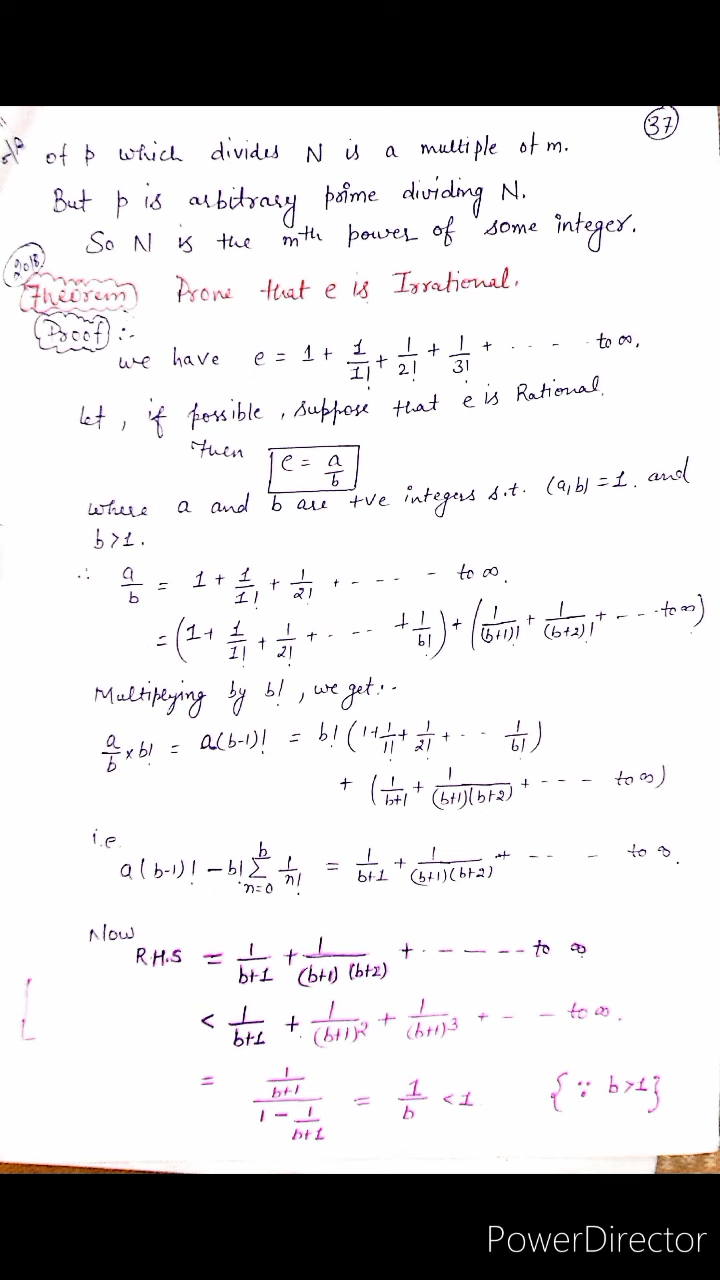 (37)
of p which divides N is a multiple of m.
But p is arbitrary prime dividing N.
So N is the mth power of some integer.
2018
Theorem Prone that e is Irrational.
Proof :-
we have e = 1 + 1/1! + 1/2! + 1/3! + - - - - to ∞.
Let, if possible, suppose that e is Rational.
Then e = a/b
where a and b are +ve integers s.t. (a,b) = 1. and
b>1.
∴ a/b = 1 + 1/1! + 1/2! + - - - - to ∞.
= (1 + 1/1! + 1/2! + - - - + 1/b!) + (1/(b+1)! + 1/(b+2)! + - - - to ∞)
Multiplying by b!, we get :-
a/b × b! = a(b-1)! = b! (1 + 1/1! + 1/2! + - - 1/b!)
+ (1/b+1 + 1/(b+1)(b+2) + - - - to ∞)
i.e.
a(b-1)! - b! Σ_{n=0}^{b} 1/n! = 1/b+1 + 1/(b+1)(b+2) + - - - to ∞.
Now
R.H.S = 1/b+1 + 1/(b+1)(b+2) + - - - - to ∞
< 1/b+1 + 1/(b+1)² + 1/(b+1)³ + - - to ∞.
= (1/b+1)/(1 - 1/b+1) = 1/b < 1 {∵ b>1}
PowerDirector